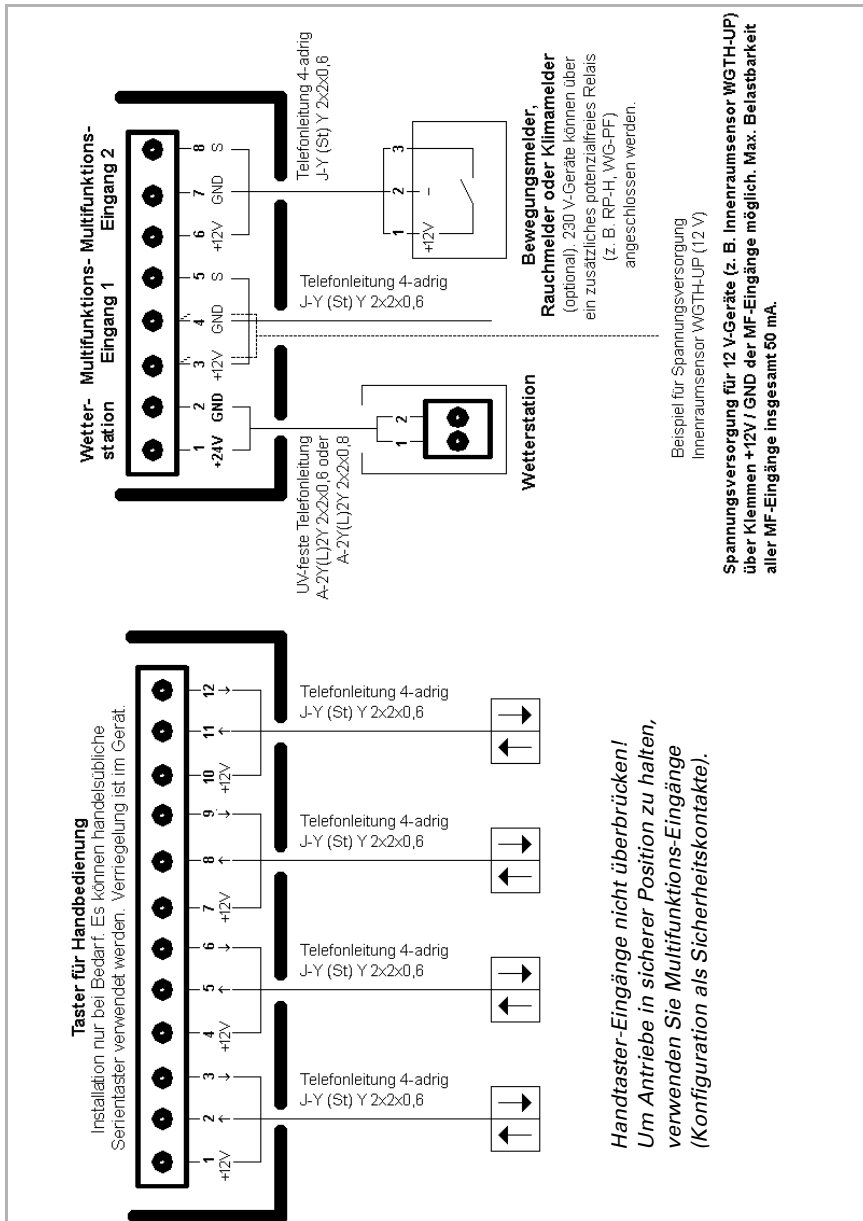 Taster für Handbedienung
Installation nur bei Bedarf. Es können handelsübliche
Serientaster verwendet werden. Verriegelung ist im Gerät.
1 2 3 4 5 6 7 8 9 10 11 12
+12V ← → +12V ← → +12V ← → +12V ← →
Telefonleitung 4-adrig
J-Y (St) Y 2x2x0,6
Telefonleitung 4-adrig
J-Y (St) Y 2x2x0,6
Telefonleitung 4-adrig
J-Y (St) Y 2x2x0,6
Telefonleitung 4-adrig
J-Y (St) Y 2x2x0,6
Handtaster-Eingänge nicht überbrücken!
Um Antriebe in sicherer Position zu halten,
verwenden Sie Multifunktions-Eingänge
(Konfiguration als Sicherheitskontakte).
Wetter-
station
Multifunktions-
Eingang 1
Multifunktions-
Eingang 2
1 2 3 4 5 6 7 8
+24V GND +12V GND S +12V GND S
UV-feste Telefonleitung
A-2Y(L)2Y 2x2x0,6 oder
A-2Y(L)2Y 2x2x0,8
1 2
Wetterstation
Telefonleitung 4-adrig
J-Y (St) Y 2x2x0,6
Telefonleitung 4-adrig
J-Y (St) Y 2x2x0,6
1 2 3
+12V –
Bewegungsmelder,
Rauchmelder oder Klimamelder
(optional). 230 V-Geräte können über
ein zusätzliches potenzialfreies Relais
(z. B. RP-H, WG-PF)
angeschlossen werden.
Beispiel für Spannungsversorgung
Innenraumsensor WGTH-UP (12 V)
Spannungsversorgung für 12 V-Geräte (z. B. Innenraumsensor WGTH-UP)
über Klemmen +12V / GND der MF-Eingänge möglich. Max. Belastbarkeit
aller MF-Eingänge insgesamt 50 mA.